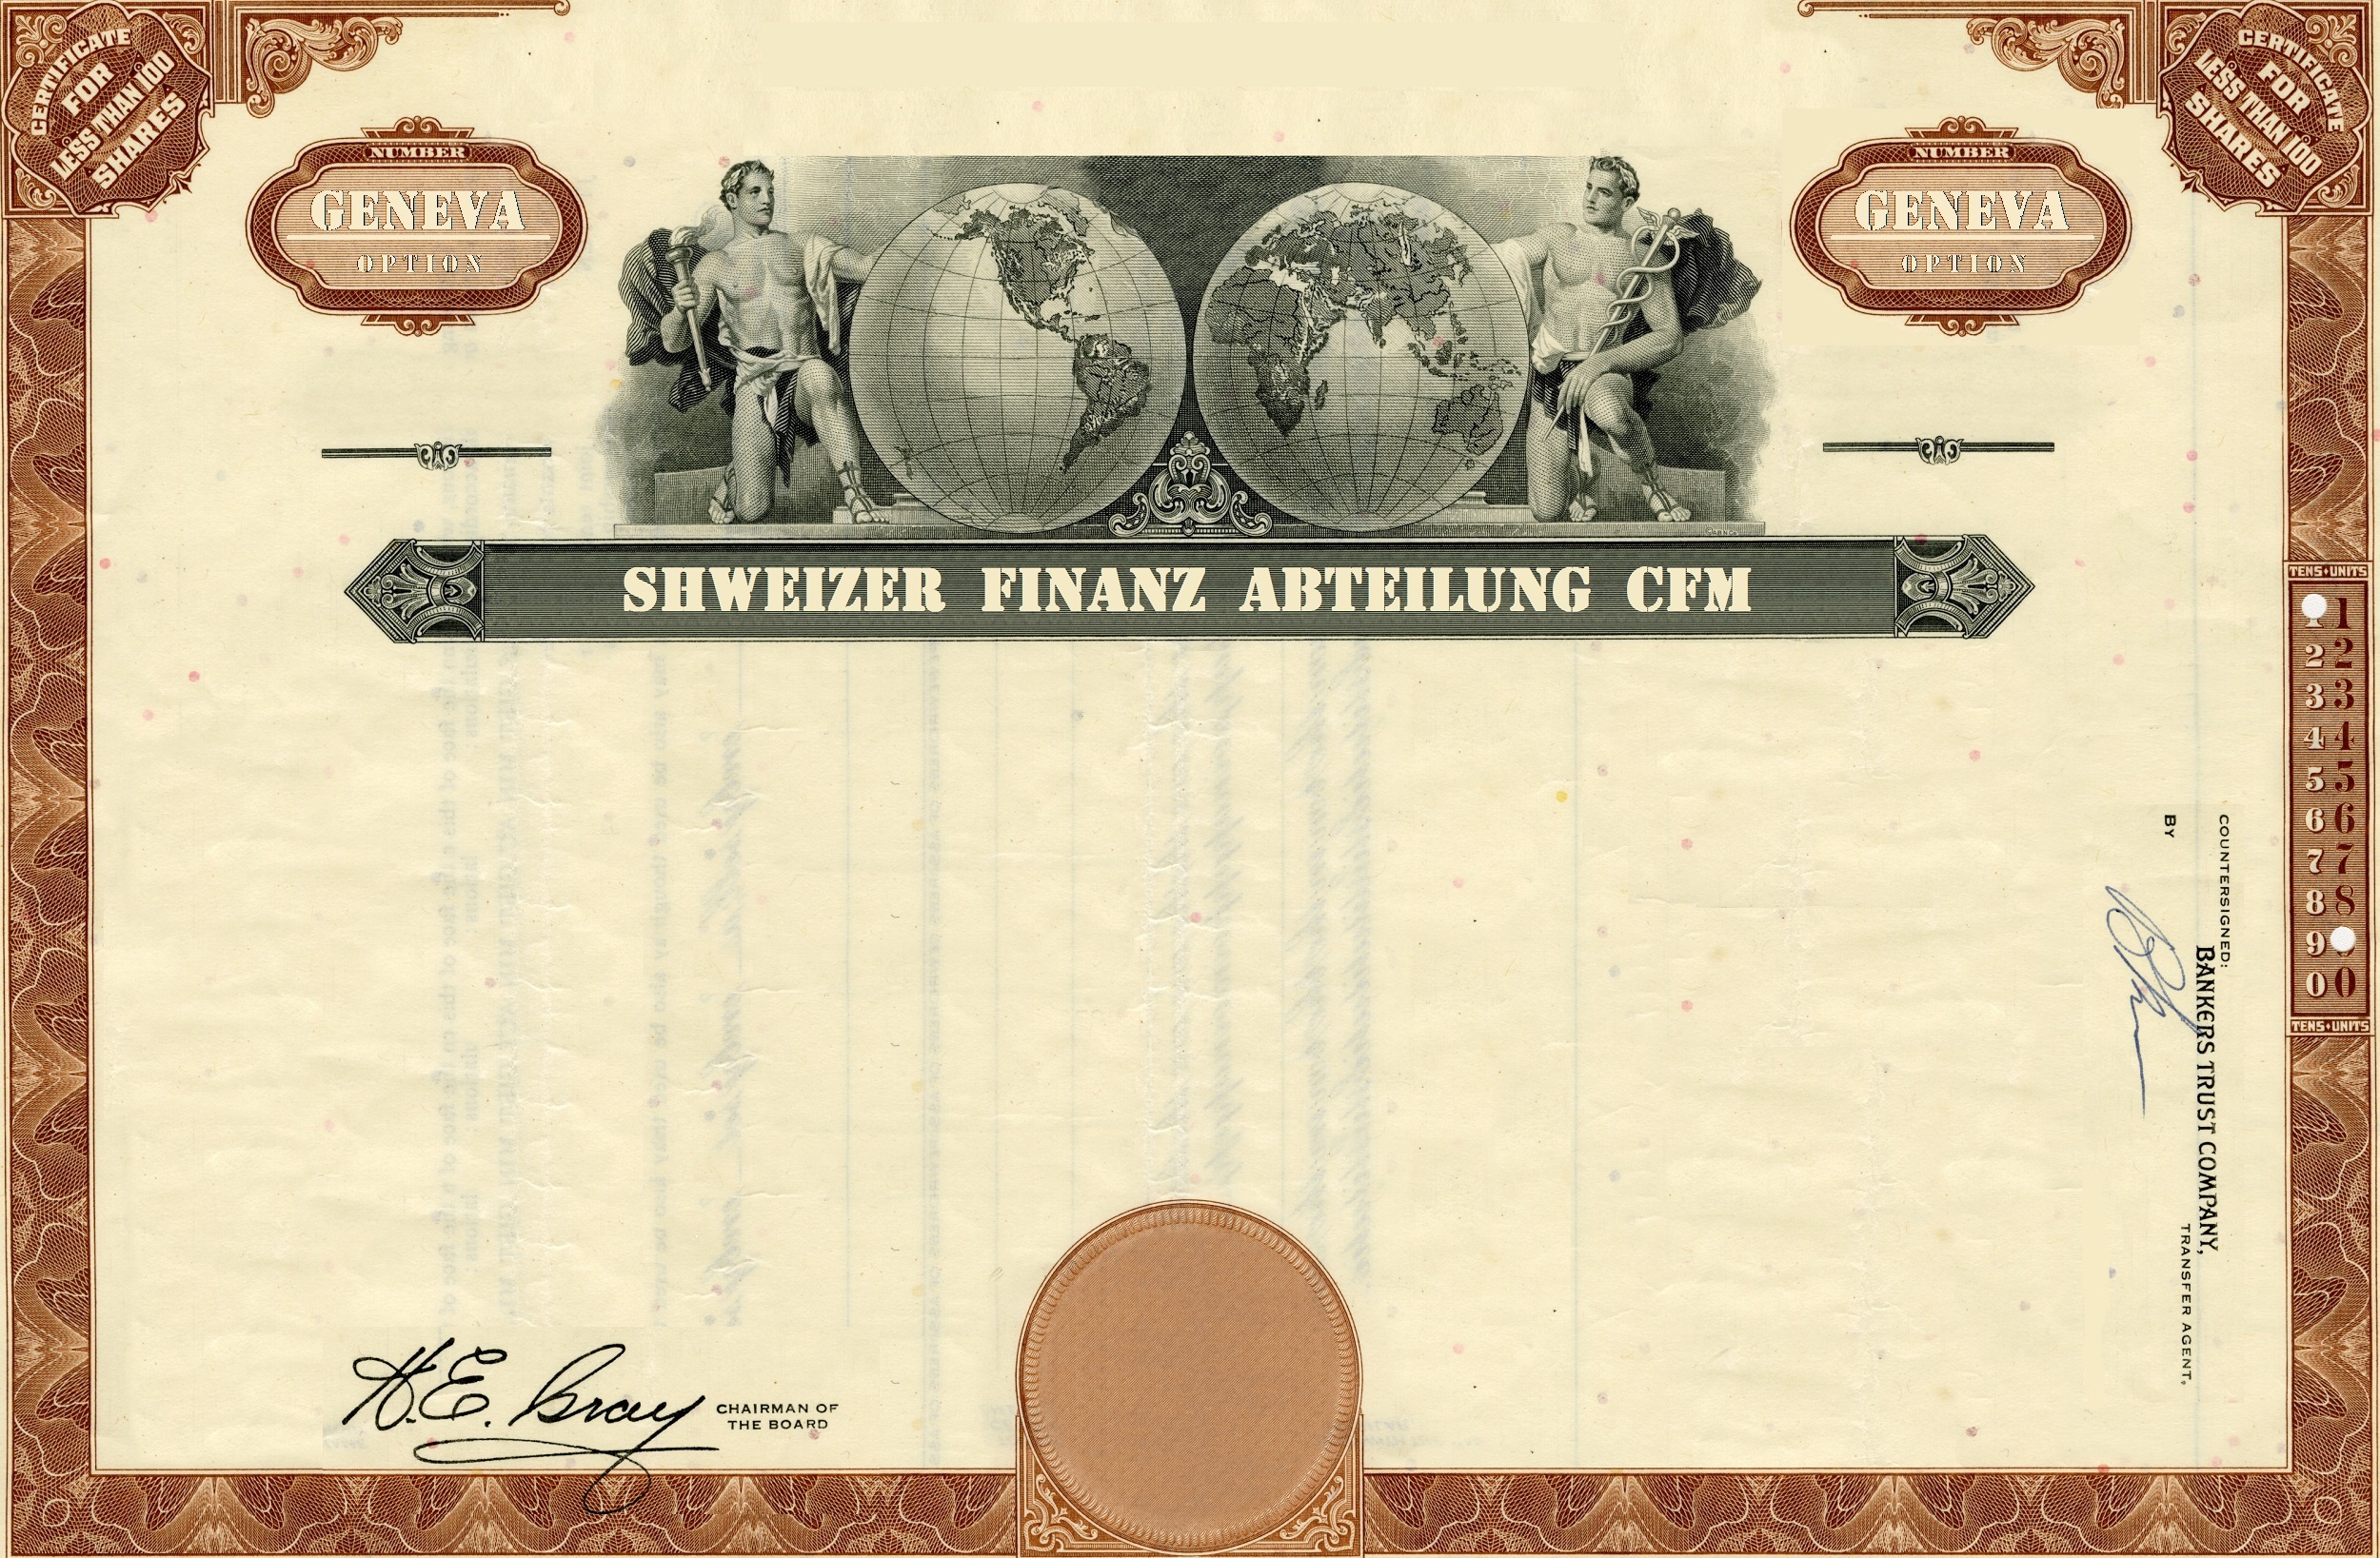 CERTIFICATE
FOR
LESS THAN 100
SHARES
CERTIFICATE
FOR
LESS THAN 100
SHARES
NUMBER
GENEVA
OPTION
NUMBER
GENEVA
OPTION
SHWEIZER FINANZ ABTEILUNG CFM
TENS UNITS
1
2 2
3 3
4 4
5 5
6 6
7 7
8 8
9
0 0
TENS UNITS
COUNTERSIGNED:
BANKERS TRUST COMPANY,
TRANSFER AGENT,
BY
H.E. Bray
CHAIRMAN OF
THE BOARD